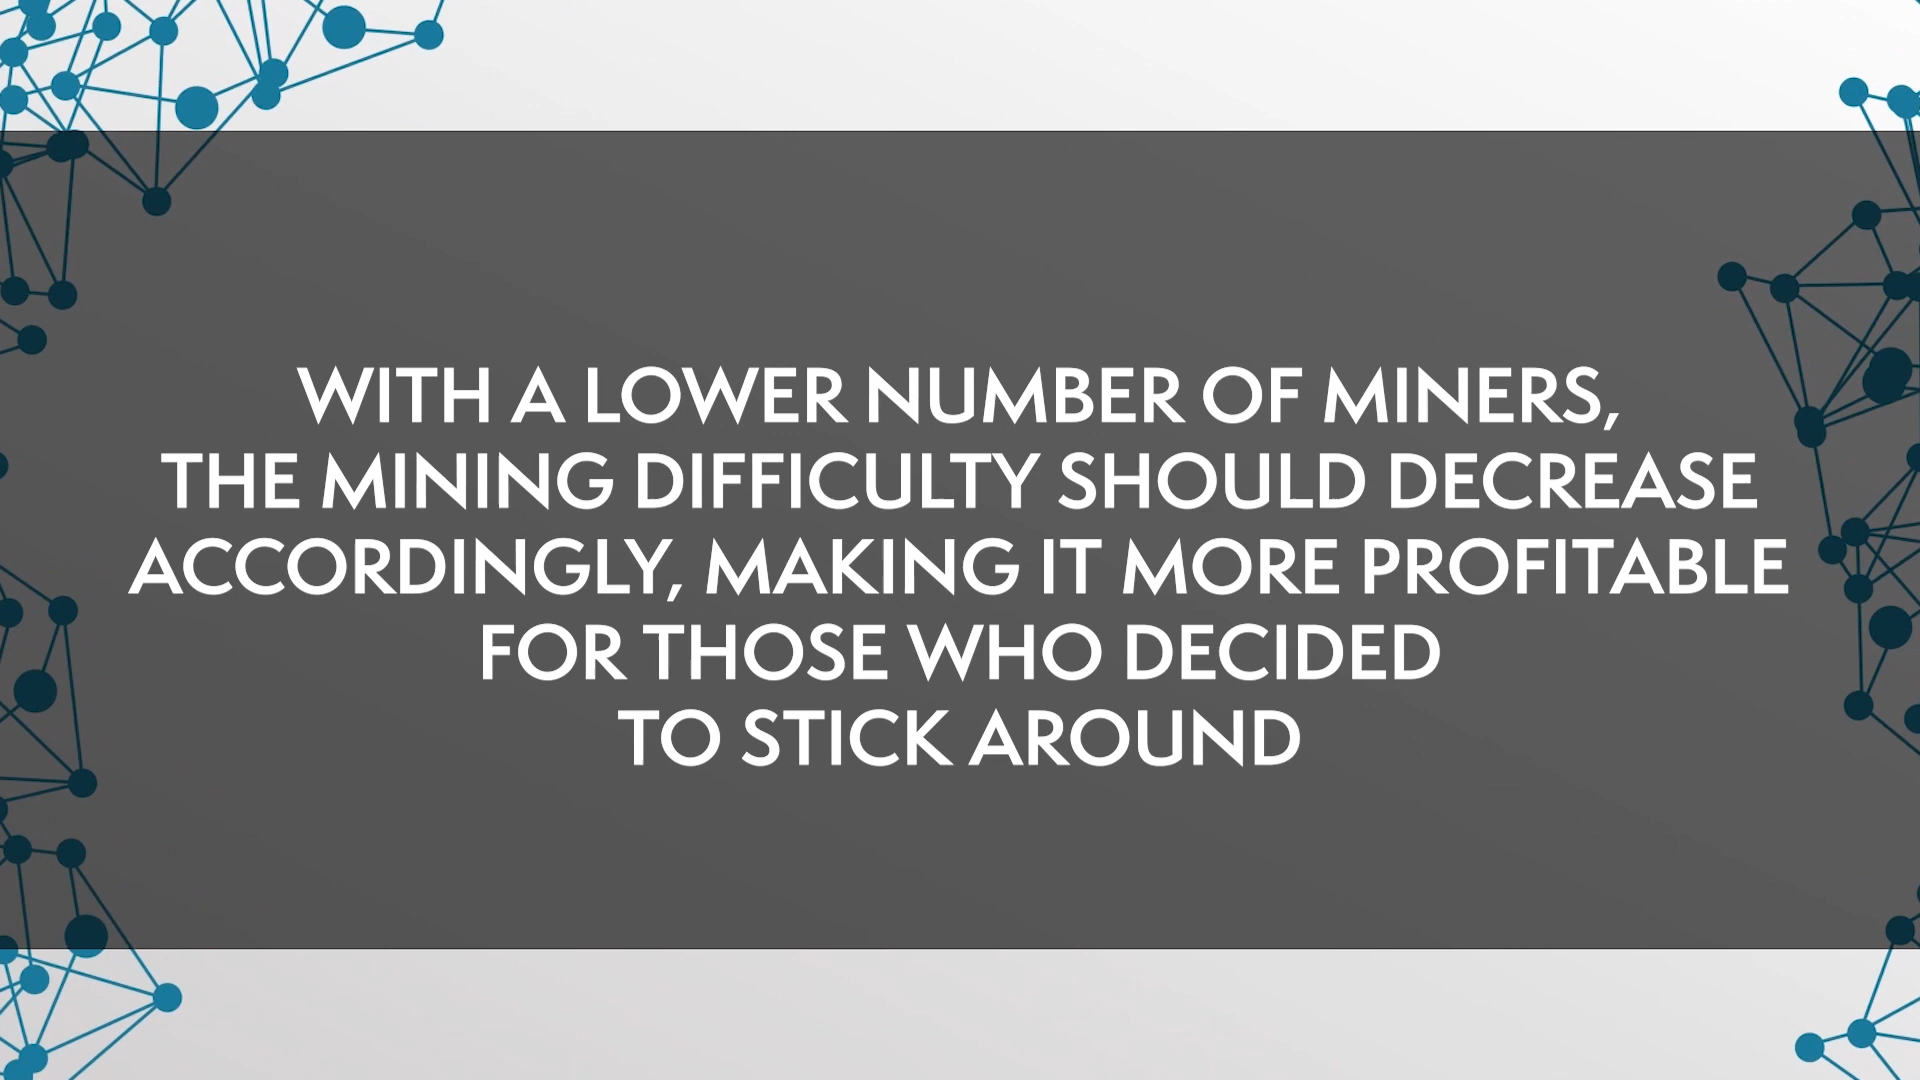 WITH A LOWER NUMBER OF MINERS,
THE MINING DIFFICULTY SHOULD DECREASE
ACCORDINGLY, MAKING IT MORE PROFITABLE
FOR THOSE WHO DECIDED
TO STICK AROUND